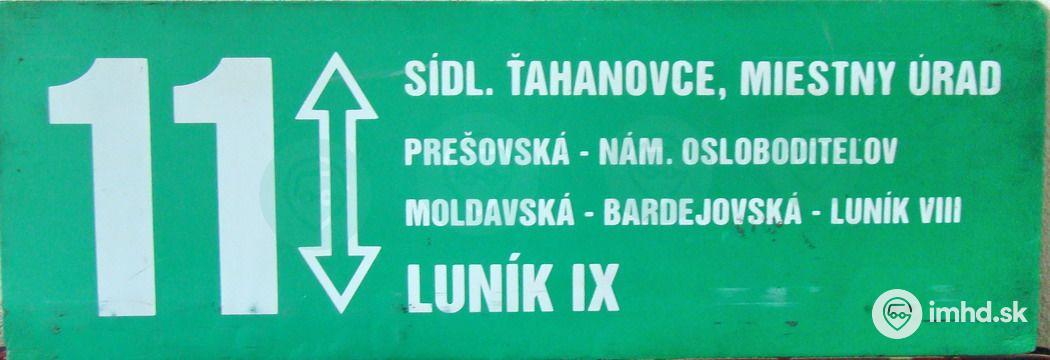 11
SÍDL. ŤAHANOVCE, MIESTNY ÚRAD
PREŠOVSKÁ - NÁM. OSLOBODITEĽOV
MOLDAVSKÁ - BARDEJOVSKÁ - LUNÍK VIII
LUNÍK IX
imhd.sk